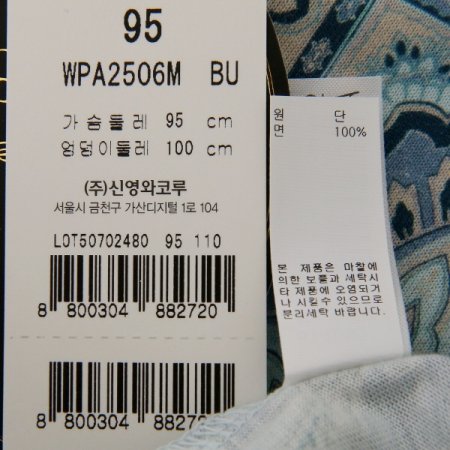 95
WPA2506M BU
가슴둘레 95 cm
엉덩이둘레 100 cm
(주)신영와코루
서울시 금천구 가산디지털 1로 104
LOT50702480 95 110
8 800304 882720
8 800304 882720
원 단
면 100%
본 제품은 마찰에
의한 보풀과 세탁시
타 제품에 오염되거
나 시킬수 있으므로
분리세탁 바랍니다.